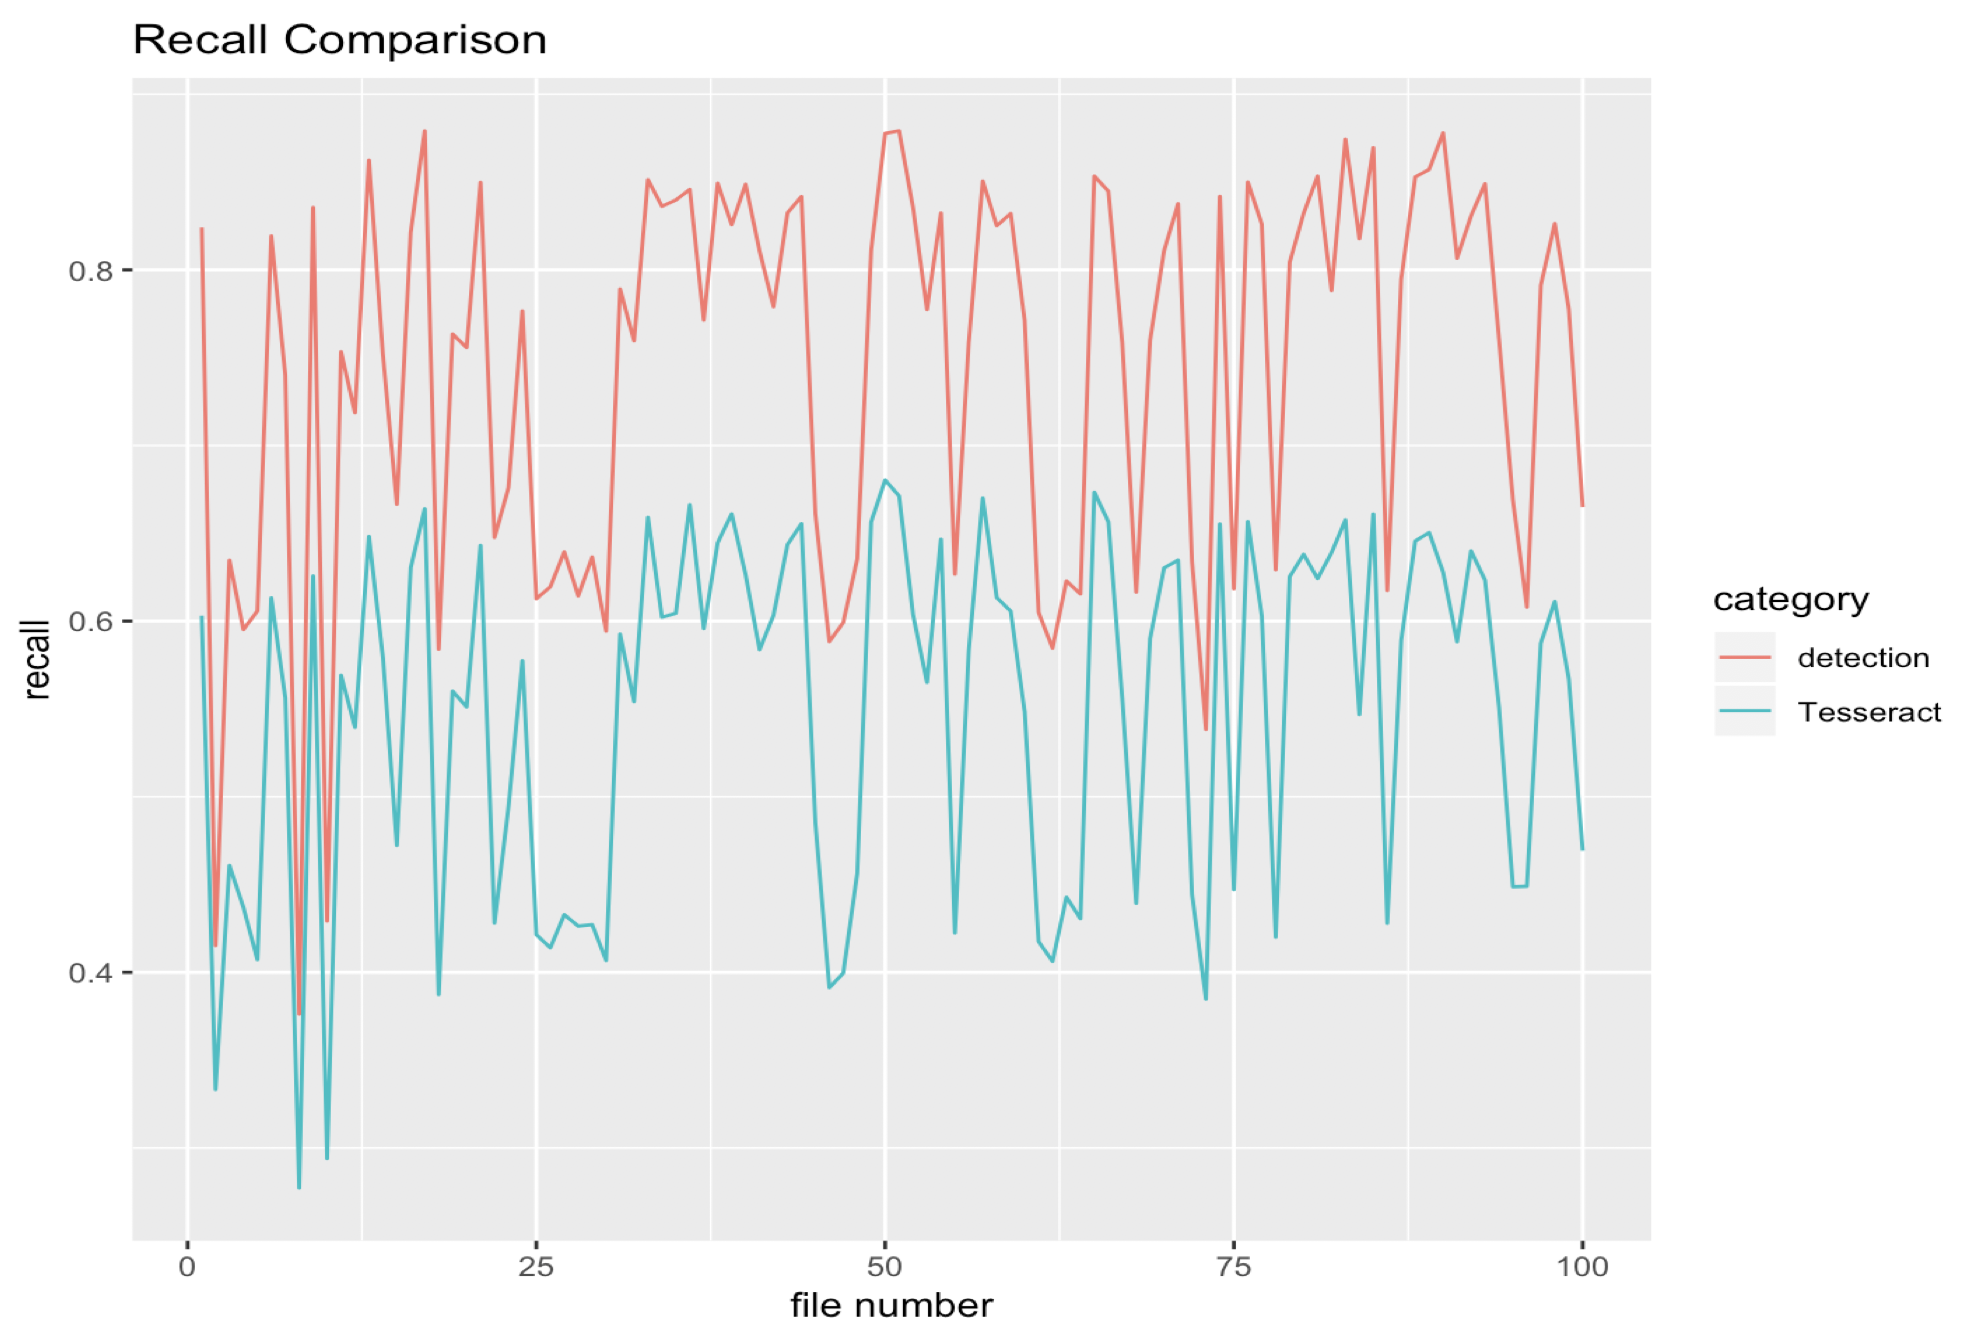 Recall Comparison
0.8
0.6
0.4
recall
0 25 50 75 100
file number
category
detection
Tesseract